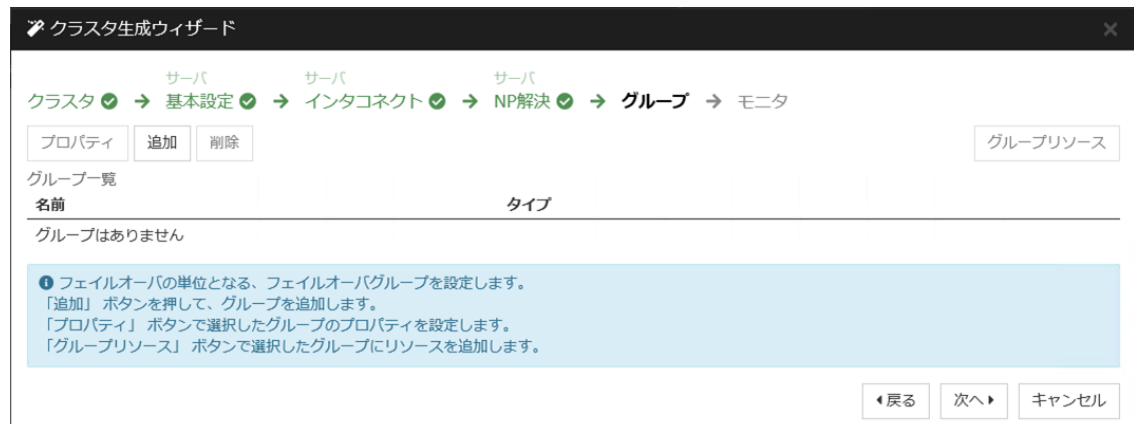 クラスタ生成ウィザード
サーバ サーバ サーバ
クラスタ → 基本設定 → インタコネクト → NP解決 → グループ → モニタ
プロパティ 追加 削除 グループリソース
グループ一覧
名前 タイプ
グループはありません
フェイルオーバの単位となる、フェイルオーバグループを設定します。
「追加」 ボタンを押して、グループを追加します。
「プロパティ」 ボタンで選択したグループのプロパティを設定します。
「グループリソース」 ボタンで選択したグループにリソースを追加します。
戻る 次へ キャンセル